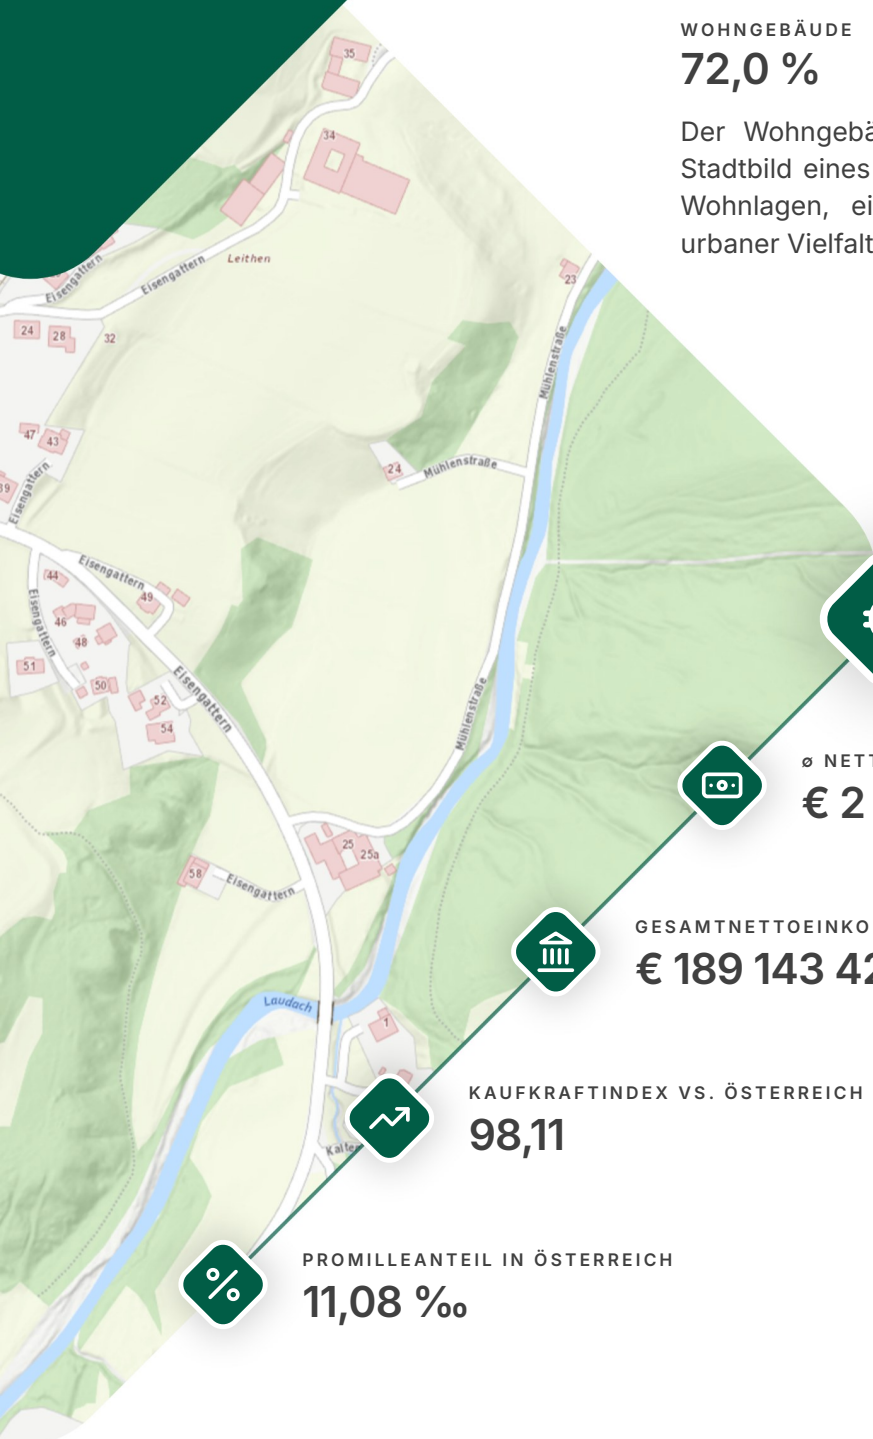 WOHNGEBÄUDE
72,0 %
Der Wohngebä
Stadtbild eines
Wohnlagen, ei
urbaner Vielfalt
35
34
Leithen
Eisengattern
Eisengattern
23
24
28
32
Mühlenstraße
47
43
39
Eisengattern
24
Mühlenstraße
Eisengattern
44
49
Eisengattern
46
48
51
50
52
54
Eisengattern
Mühlenstraße
25
25a
58
Eisengattern
Laudach
1
Kalte
ø NETT
€ 2
GESAMTNETTOEINKO
€ 189 143 42
KAUFKRAFTINDEX VS. ÖSTERREICH
98,11
PROMILLEANTEIL IN ÖSTERREICH
11,08 ‰